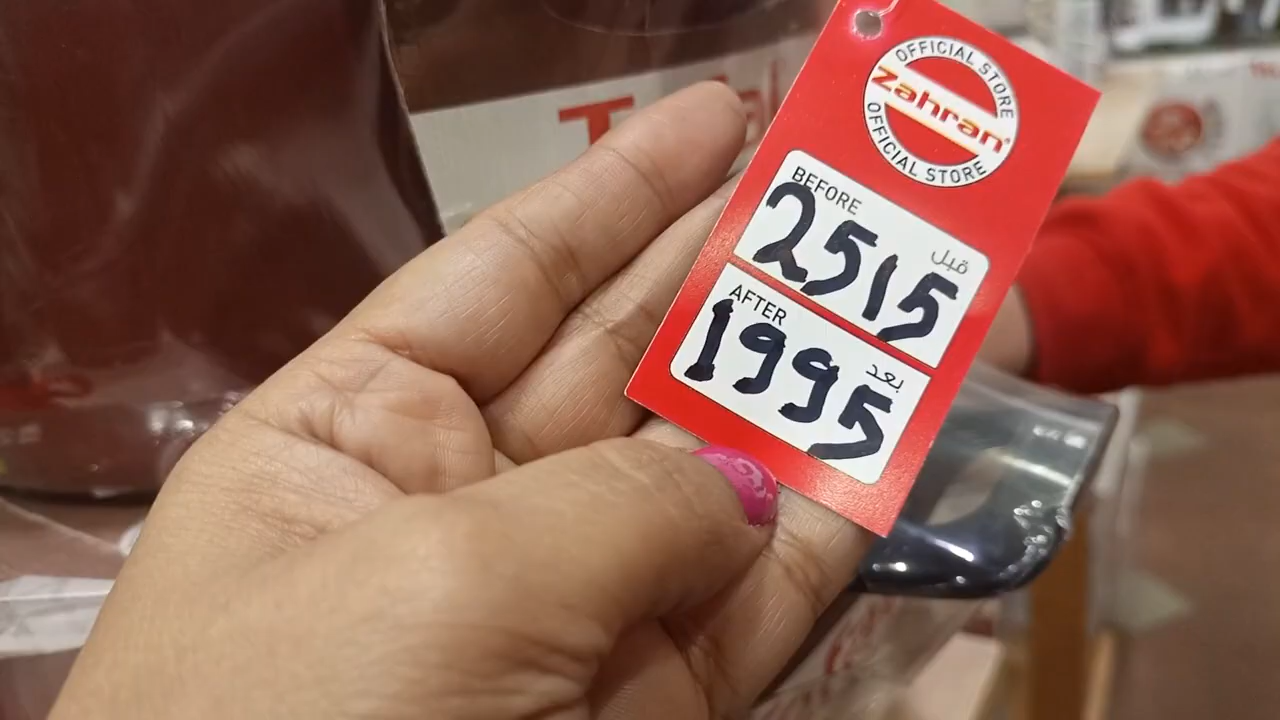 OFFICIAL STORE
Zahran
OFFICIAL STORE
BEFORE قبل
2515
AFTER بعد
1995